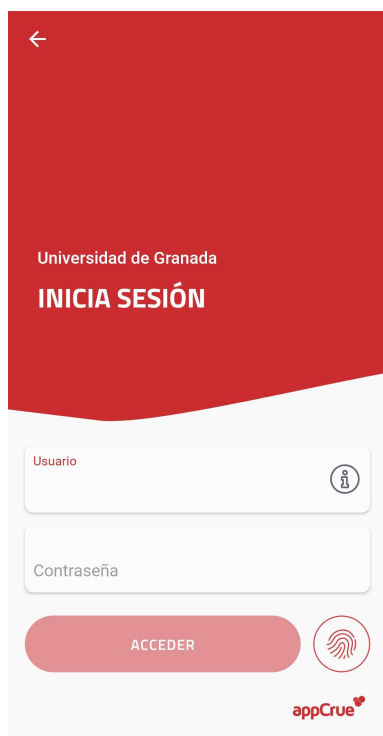 Universidad de Granada
INICIA SESIÓN
Usuario
Contraseña
ACCEDER
appCrue